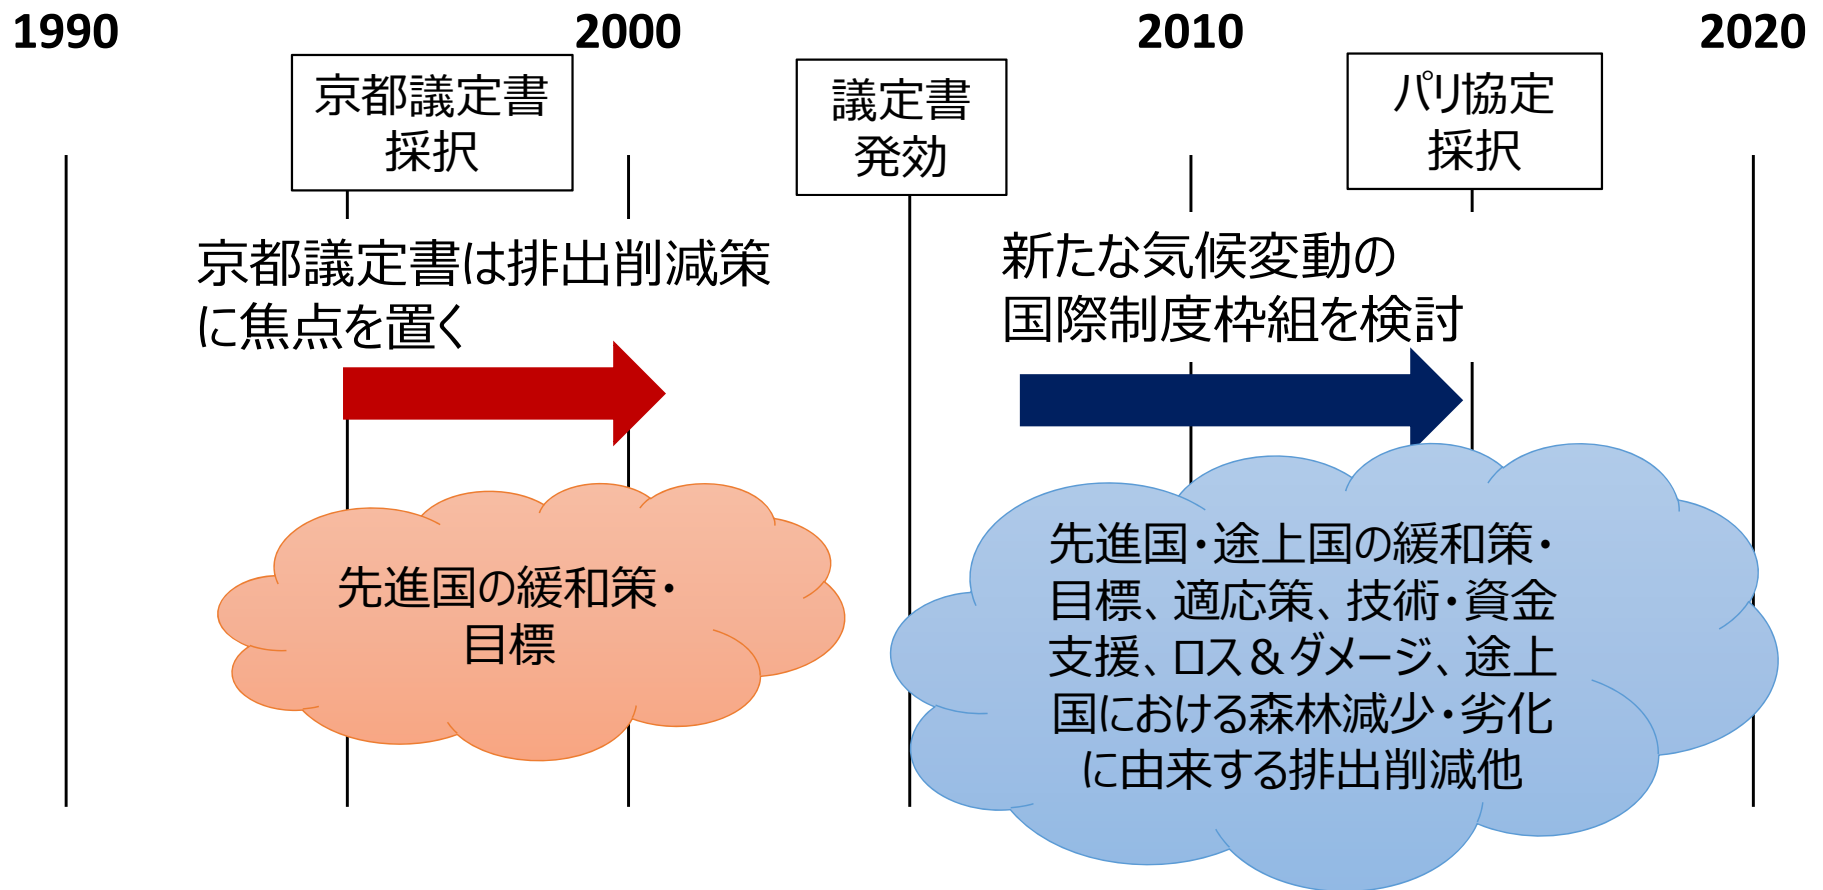 1990
2000
2010
2020
京都議定書
採択
議定書
発効
パリ協定
採択
京都議定書は排出削減策
に焦点を置く
新たな気候変動の
国際制度枠組を検討
先進国の緩和策・
目標
先進国・途上国の緩和策・
目標、適応策、技術・資金
支援、ロス＆ダメージ、途上
国における森林減少・劣化
に由来する排出削減他